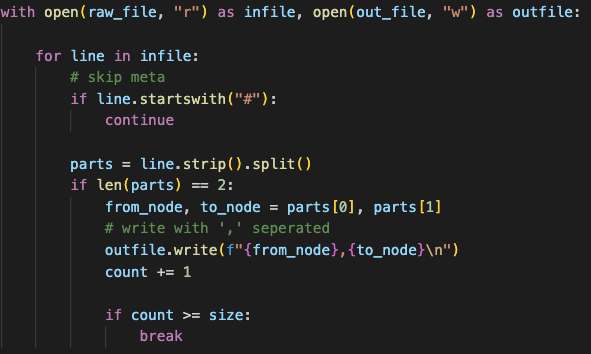 with open(raw_file, "r") as infile, open(out_file, "w") as outfile:
    for line in infile:
        # skip meta
        if line.startswith("#"):
            continue
        parts = line.strip().split()
        if len(parts) == 2:
            from_node, to_node = parts[0], parts[1]
            # write with ',' seperated
            outfile.write(f"{from_node},{to_node}\n")
            count += 1
            if count >= size:
                break